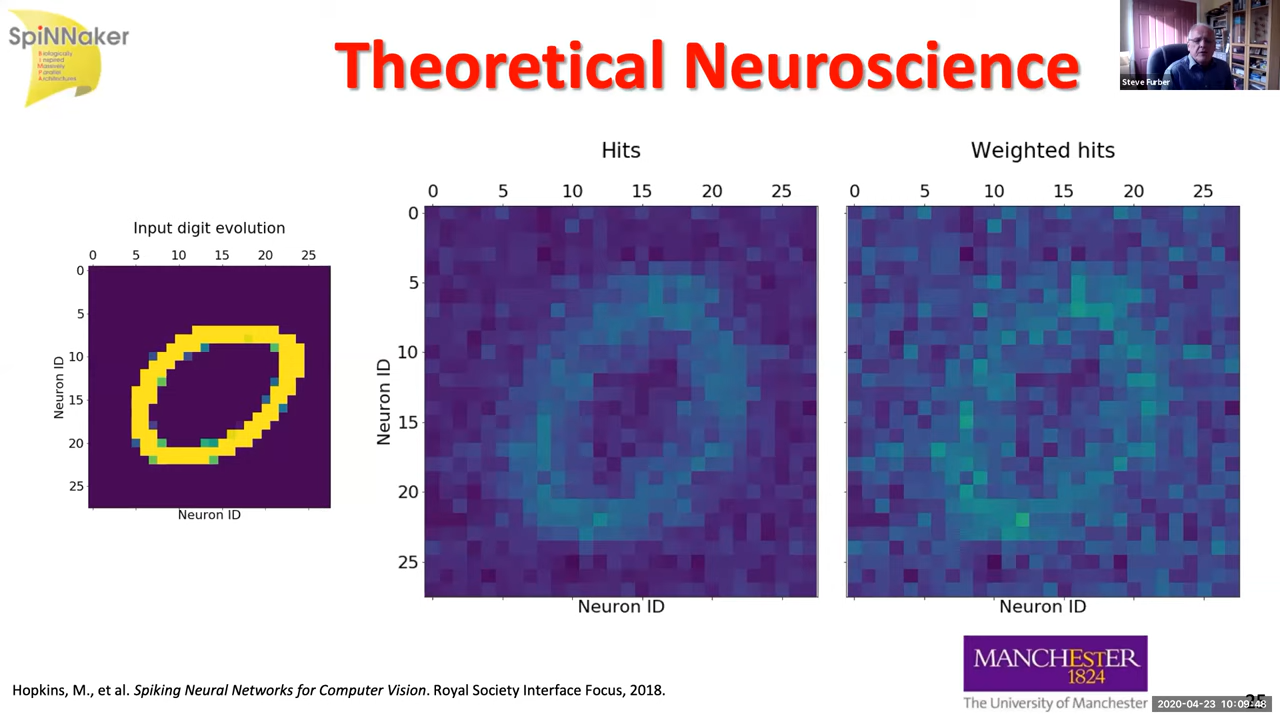 SpiNNaker
Biologically
Inspired
Massively
Parallel
Architectures
Theoretical Neuroscience
Steve Furber
Input digit evolution
0 5 10 15 20 25
0
5
10
15
20
25
Neuron ID
Neuron ID
Hits
0 5 10 15 20 25
0
5
10
15
20
25
Neuron ID
Neuron ID
Weighted hits
0 5 10 15 20 25
Neuron ID
Hopkins, M., et al. Spiking Neural Networks for Computer Vision. Royal Society Interface Focus, 2018.
MANCHESTER
1824
The University of Manchester
25
2020-04-23 10:09:48